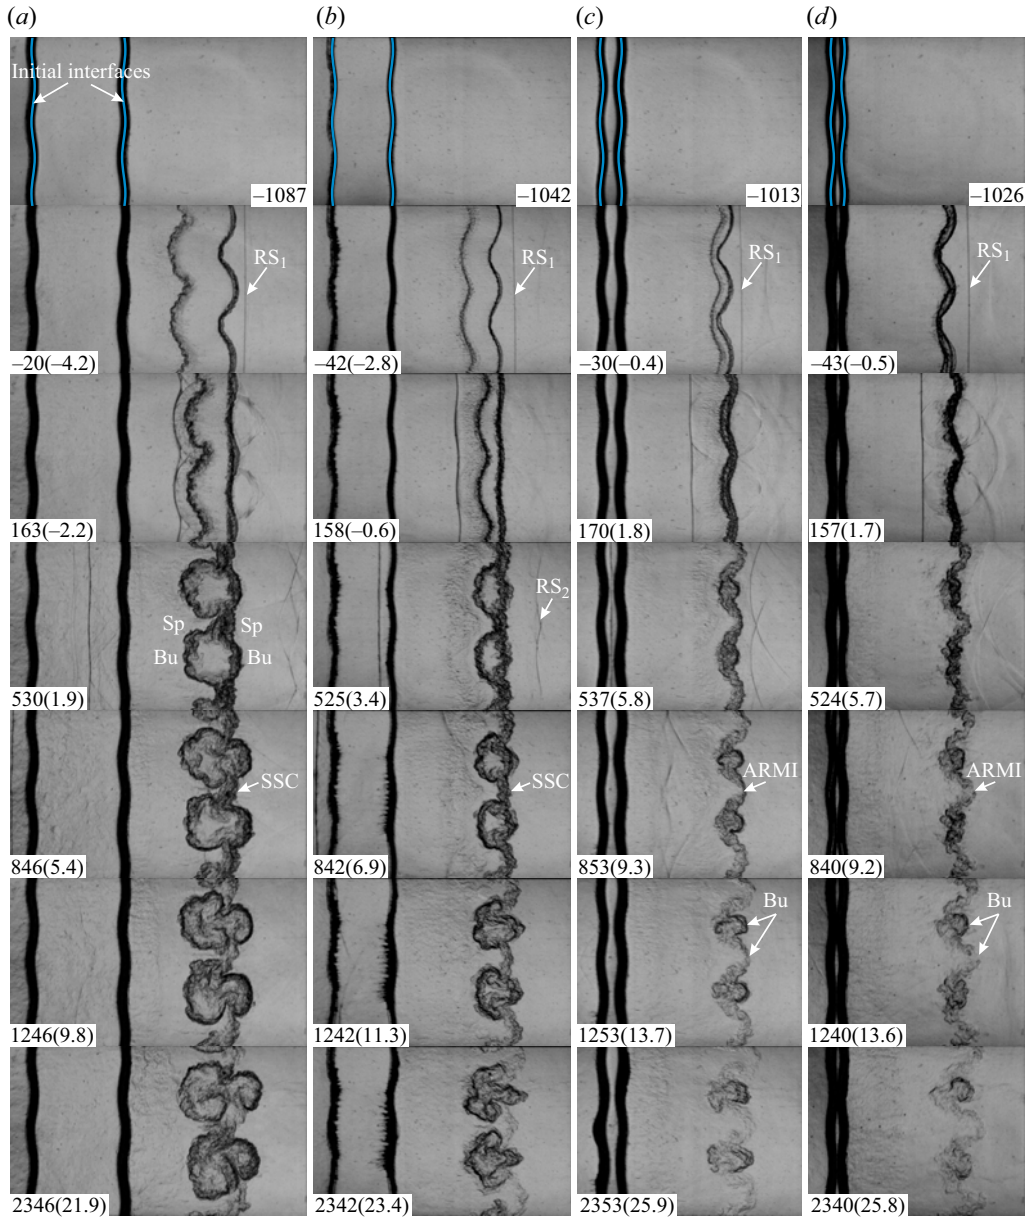 (a) (b) (c) (d)
Initial interfaces
–1087 –1042 –1013 –1026
RS1 RS1 RS1 RS1
–20(–4.2) –42(–2.8) –30(–0.4) –43(–0.5)
163(–2.2) 158(–0.6) 170(1.8) 157(1.7)
RS2
Sp Sp
Bu Bu
530(1.9) 525(3.4) 537(5.8) 524(5.7)
SSC SSC ARMI ARMI
846(5.4) 842(6.9) 853(9.3) 840(9.2)
Bu Bu
1246(9.8) 1242(11.3) 1253(13.7) 1240(13.6)
2346(21.9) 2342(23.4) 2353(25.9) 2340(25.8)